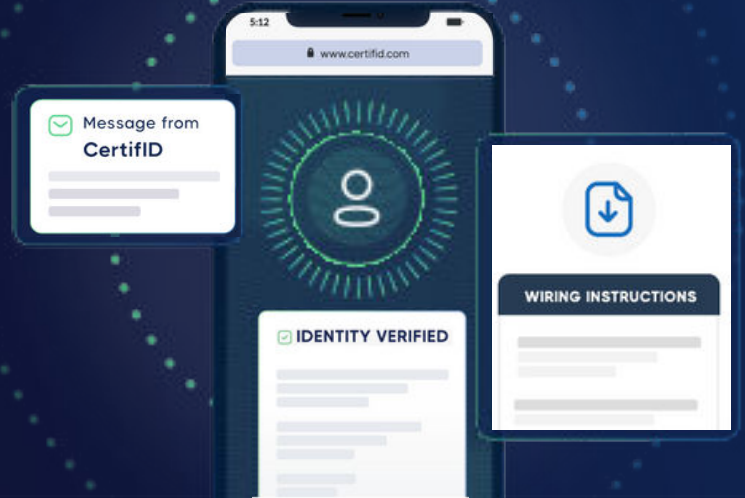 5:12
www.certifid.com
Message from
CertifID
IDENTITY VERIFIED
WIRING INSTRUCTIONS